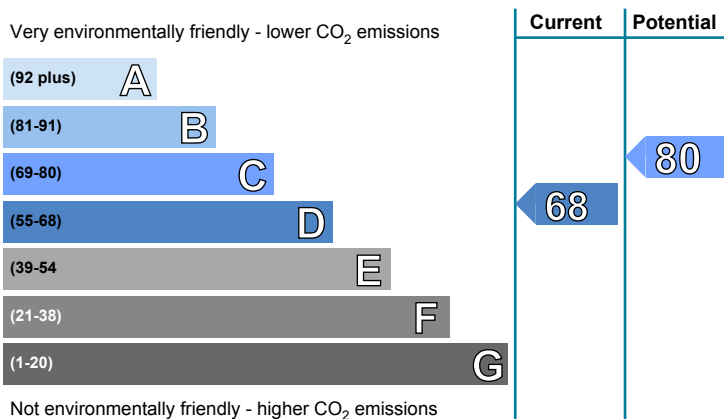 Current Potential
Very environmentally friendly - lower CO2 emissions
(92 plus) A
(81-91) B
(69-80) C
80
(55-68) D
68
(39-54 E
(21-38) F
(1-20) G
Not environmentally friendly - higher CO2 emissions